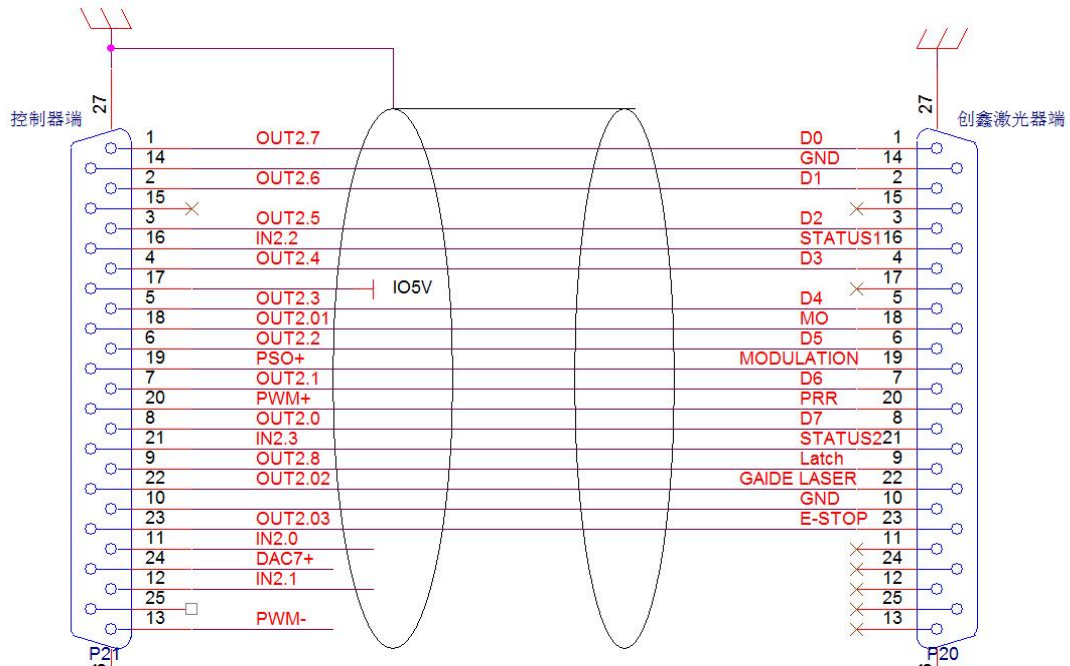 27 27
控制器端 创鑫激光器端
1 OUT2.7 D0 1
14 GND 14
2 OUT2.6 D1 2
15 15
3 OUT2.5 D2 3
16 IN2.2 STATUS1 16
4 OUT2.4 D3 4
17 IO5V 17
5 OUT2.3 D4 5
18 OUT2.01 MO 18
6 OUT2.2 D5 6
19 PSO+ MODULATION 19
7 OUT2.1 D6 7
20 PWM+ PRR 20
8 OUT2.0 D7 8
21 IN2.3 STATUS2 21
9 OUT2.8 Latch 9
22 OUT2.02 GAIDE LASER 22
10 GND 10
23 OUT2.03 E-STOP 23
11 IN2.0 11
24 DAC7+ 24
12 IN2.1 12
25 25
13 PWM- 13
P21 P20